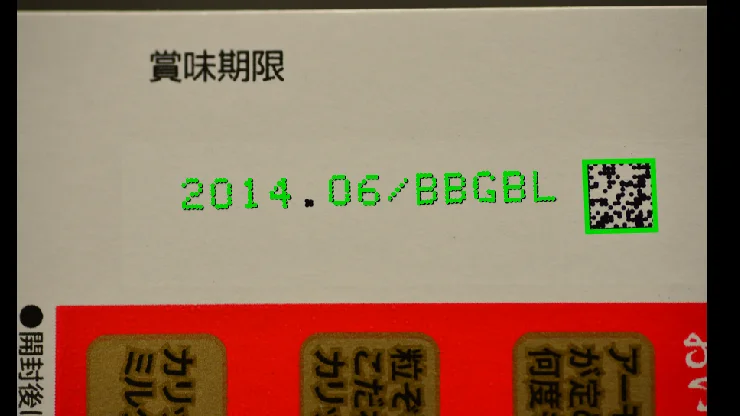 賞味期限
2014.06/BBGBL
●開封後
アー
が定
何度
粒そ
こだ
カリ
カリ
ミル